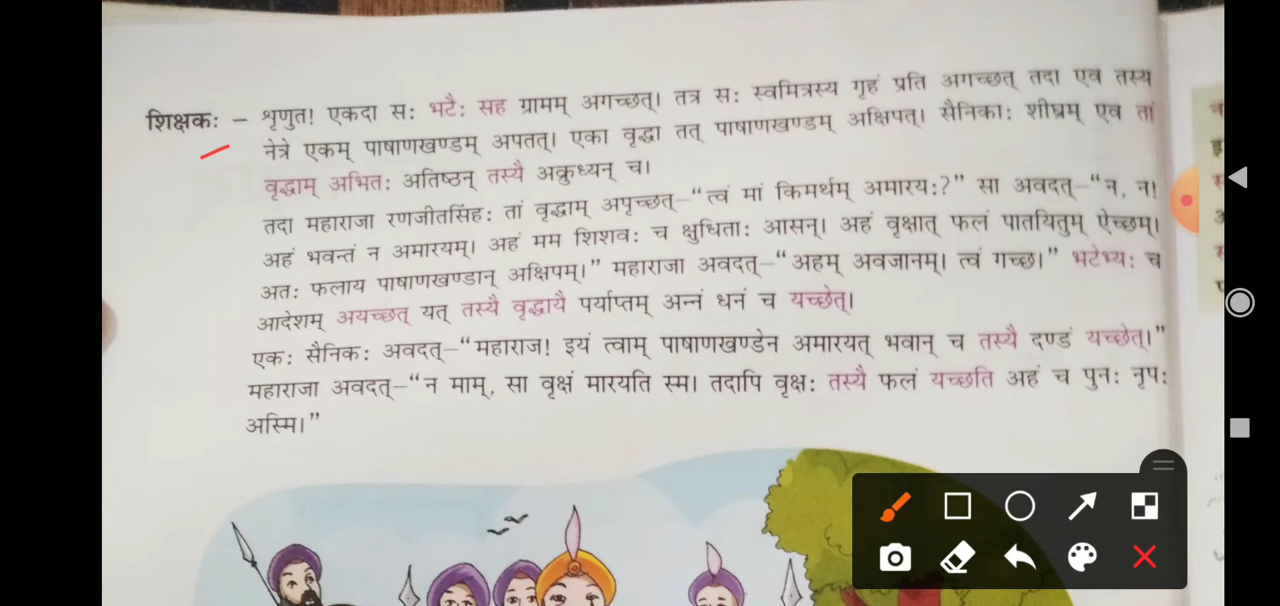 शिक्षकः – शृणुत! एकदा सः भटैः सह ग्रामम् अगच्छत्। तत्र सः स्वमित्रस्य गृहं प्रति अगच्छत् तदा एव तस्य
नेत्रे एकम् पाषाणखण्डम् अपतत्। एका वृद्धा तत् पाषाणखण्डम् अक्षिपत्। सैनिकाः शीघ्रम् एव तां
वृद्धाम् अभितः अतिष्ठन् तस्यै अक्रुध्यन् च।
तदा महाराजा रणजीतसिंहः तां वृद्धाम् अपृच्छत्–“त्वं मां किमर्थम् अमारयः?” सा अवदत्–“न, न!
अहं भवन्तं न अमारयम्। अहं मम शिशवः च क्षुधिताः आसन्। अहं वृक्षात् फलं पातयितुम् ऐच्छम्।
अतः फलाय पाषाणखण्डान् अक्षिपम्।” महाराजा अवदत्–“अहम् अवजानम्। त्वं गच्छ।” भटेभ्यः च
आदेशम् अयच्छत् यत् तस्यै वृद्धायै पर्याप्तम् अन्नं धनं च यच्छेत्।
एकः सैनिकः अवदत्–“महाराज! इयं त्वाम् पाषाणखण्डेन अमारयत् भवान् च तस्यै दण्डं यच्छेत्।”
महाराजा अवदत्–“न माम्, सा वृक्षं मारयति स्म। तदापि वृक्षः तस्यै फलं यच्छति अहं च पुनः नृपः
अस्मि।”